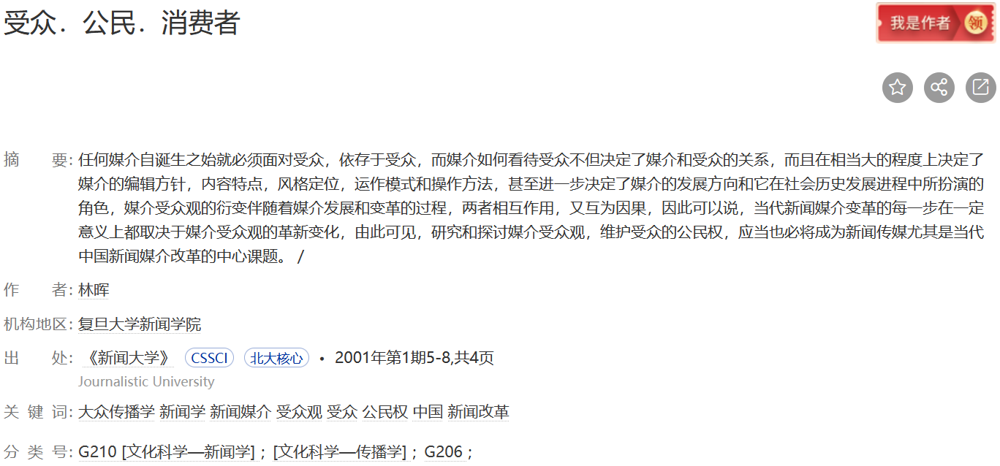 受众．公民．消费者
我是作者 领
摘 要: 任何媒介自诞生之始就必须面对受众，依存于受众，而媒介如何看待受众不但决定了媒介和受众的关系，而且在相当大的程度上决定了
媒介的编辑方针，内容特点，风格定位，运作模式和操作方法，甚至进一步决定了媒介的发展方向和它在社会历史发展进程中所扮演的
角色，媒介受众观的衍变伴随着媒介发展和变革的过程，两者相互作用，又互为因果，因此可以说，当代新闻媒介变革的每一步在一定
意义上都取决于媒介受众观的革新变化，由此可见，研究和探讨媒介受众观，维护受众的公民权，应当也必将成为新闻传媒尤其是当代
中国新闻媒介改革的中心课题。 /
作 者: 林晖
机构地区: 复旦大学新闻学院
出 处: 《新闻大学》 CSSCI 北大核心 • 2001年第1期5-8,共4页
Journalistic University
关 键 词: 大众传播学 新闻学 新闻媒介 受众观 受众 公民权 中国 新闻改革
分 类 号: G210 [文化科学—新闻学] ; [文化科学—传播学] ; G206 ;